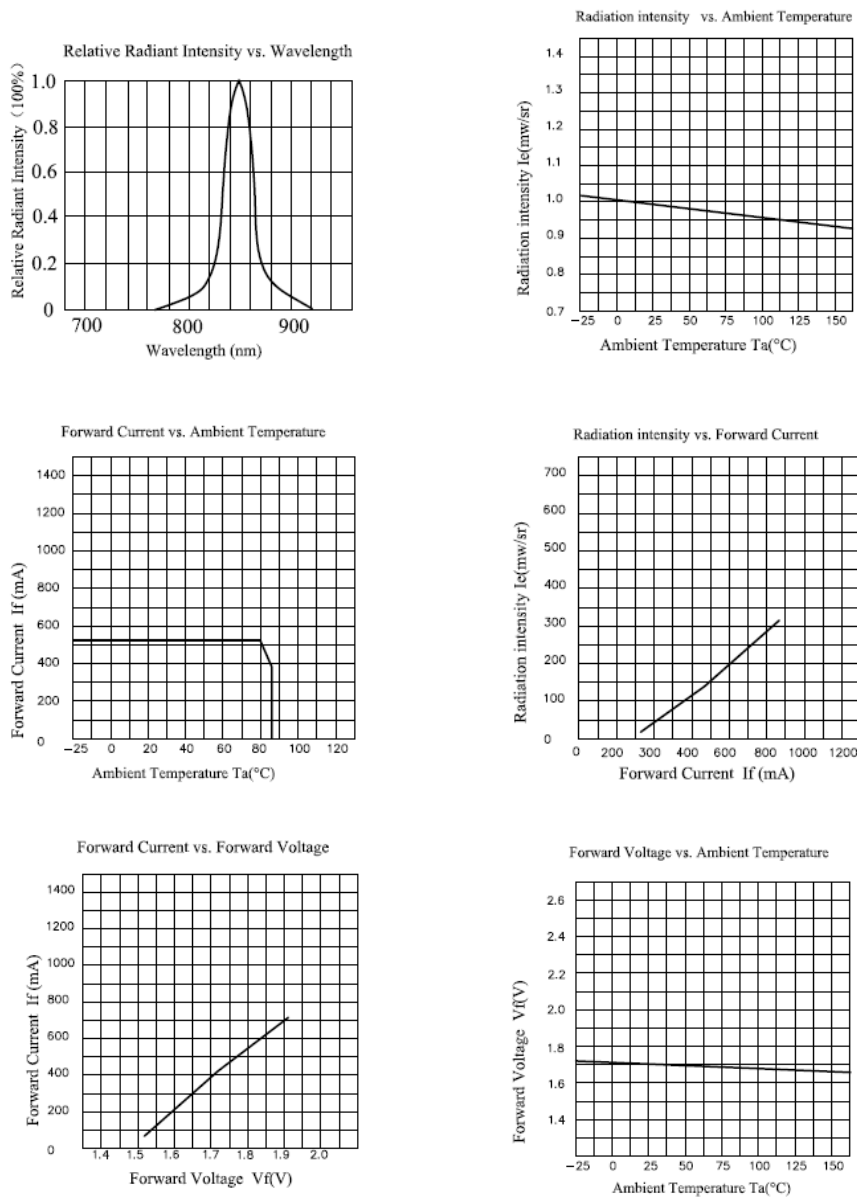 Relative Radiant Intensity vs. Wavelength
Relative Radiant Intensity (100%)
1.0
0.8
0.6
0.4
0.2
0
700 800 900
Wavelength (nm)
Radiation intensity vs. Ambient Temperature
Radiation intensity Ie(mw/sr)
1.4
1.3
1.2
1.1
1.0
0.9
0.8
0.7
−25 0 25 50 75 100 125 150
Ambient Temperature Ta(°C)
Forward Current vs. Ambient Temperature
Forward Current If (mA)
1400
1200
1000
800
600
400
200
0
−25 0 20 40 60 80 100 120
Ambient Temperature Ta(°C)
Radiation intensity vs. Forward Current
Radiation intensity Ie(mw/sr)
700
600
500
400
300
200
100
0
0 200 300 400 600 800 1000 1200
Forward Current If (mA)
Forward Current vs. Forward Voltage
Forward Current If (mA)
1400
1200
1000
800
600
400
200
0
1.4 1.5 1.6 1.7 1.8 1.9 2.0
Forward Voltage Vf(V)
Forward Voltage vs. Ambient Temperature
Forward Voltage Vf(V)
2.6
2.4
2.2
2.0
1.8
1.6
1.4
−25 0 25 50 75 100 125 150
Ambient Temperature Ta(°C)